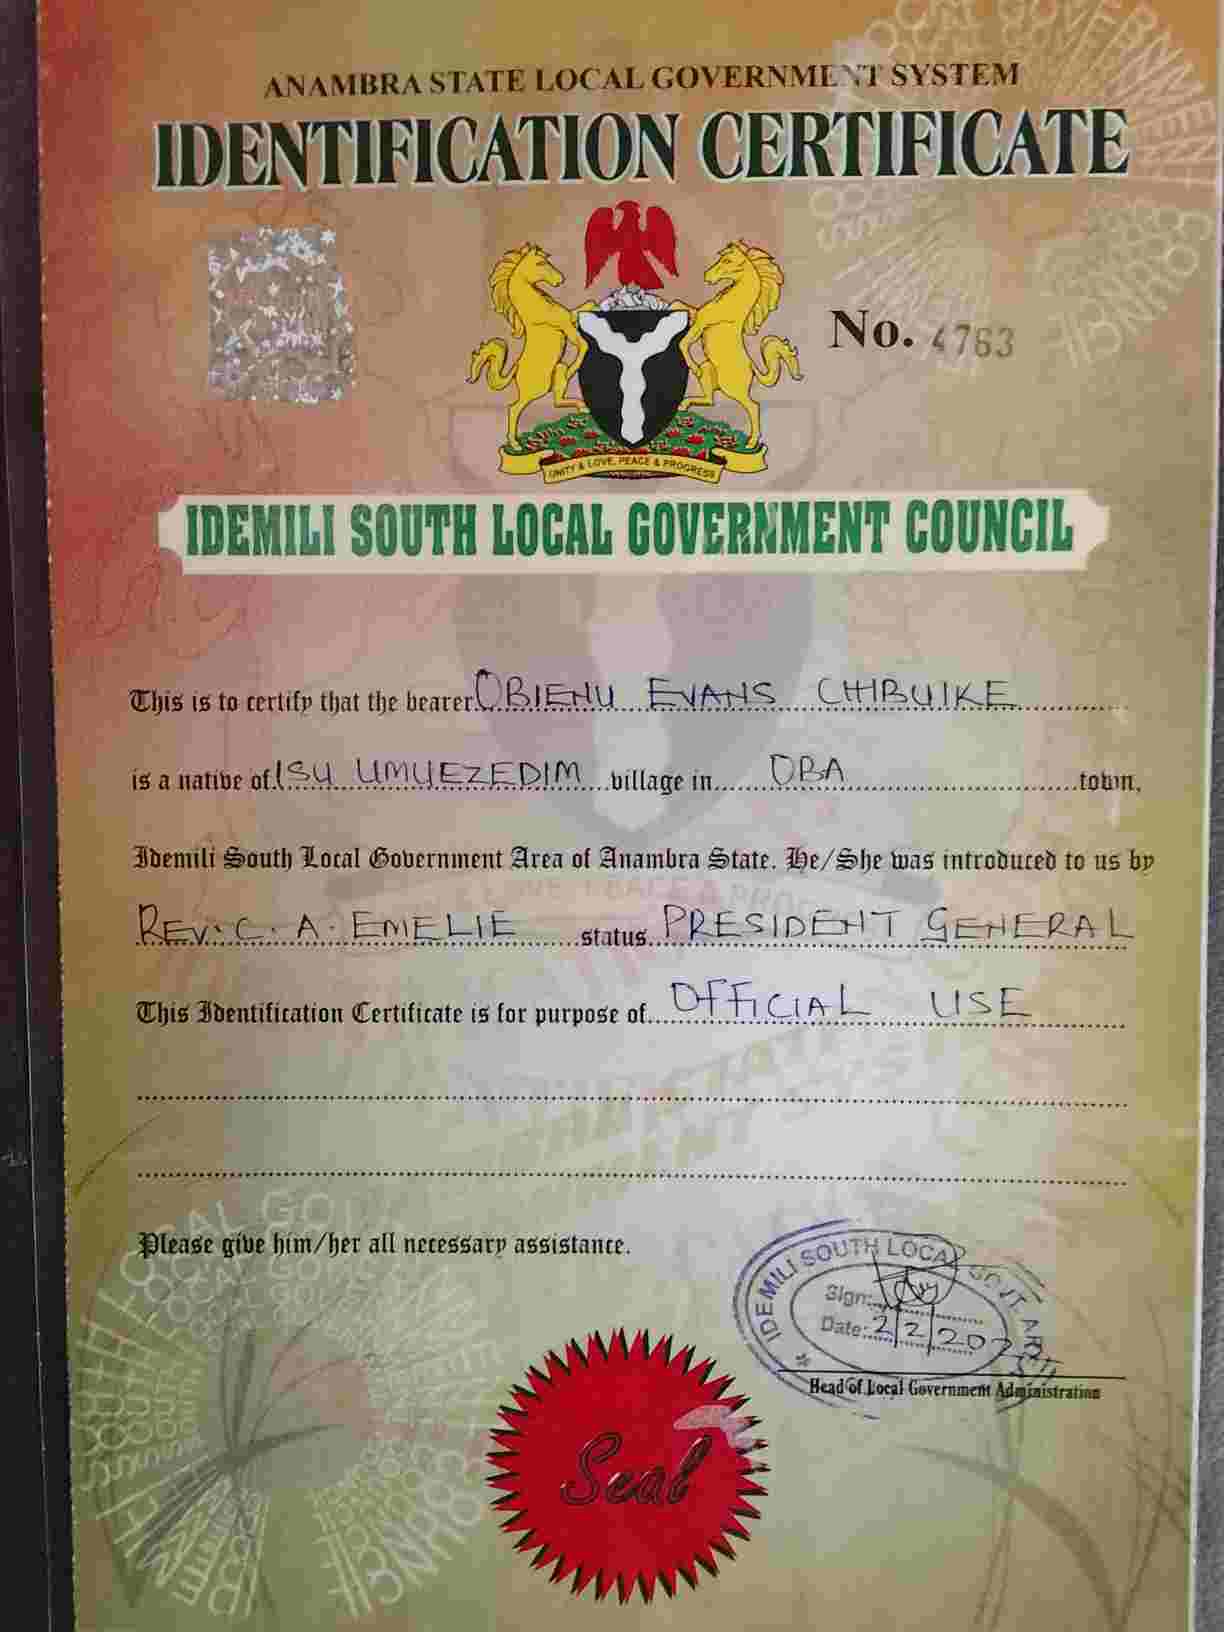 ANAMBRA STATE LOCAL GOVERNMENT SYSTEM
IDENTIFICATION CERTIFICATE
No. 4763
UNITY & LOVE, PEACE & PROGRESS
IDEMILI SOUTH LOCAL GOVERNMENT COUNCIL
This is to certify that the bearer OBIENU EVANS CHIBUIKE
is a native of ISU UMUEZEDIM village in OBA town,
Idemili South Local Government Area of Anambra State. He/She was introduced to us by
REV. C. A. EMELIE status PRESIDENT GENERAL
This Identification Certificate is for purpose of OFFICIAL USE
Please give him/her all necessary assistance.
IDEMILI SOUTH LOCAL GOVT. AREA
Sign:
Date: 2/2/202
Head of Local Government Administration
Seal